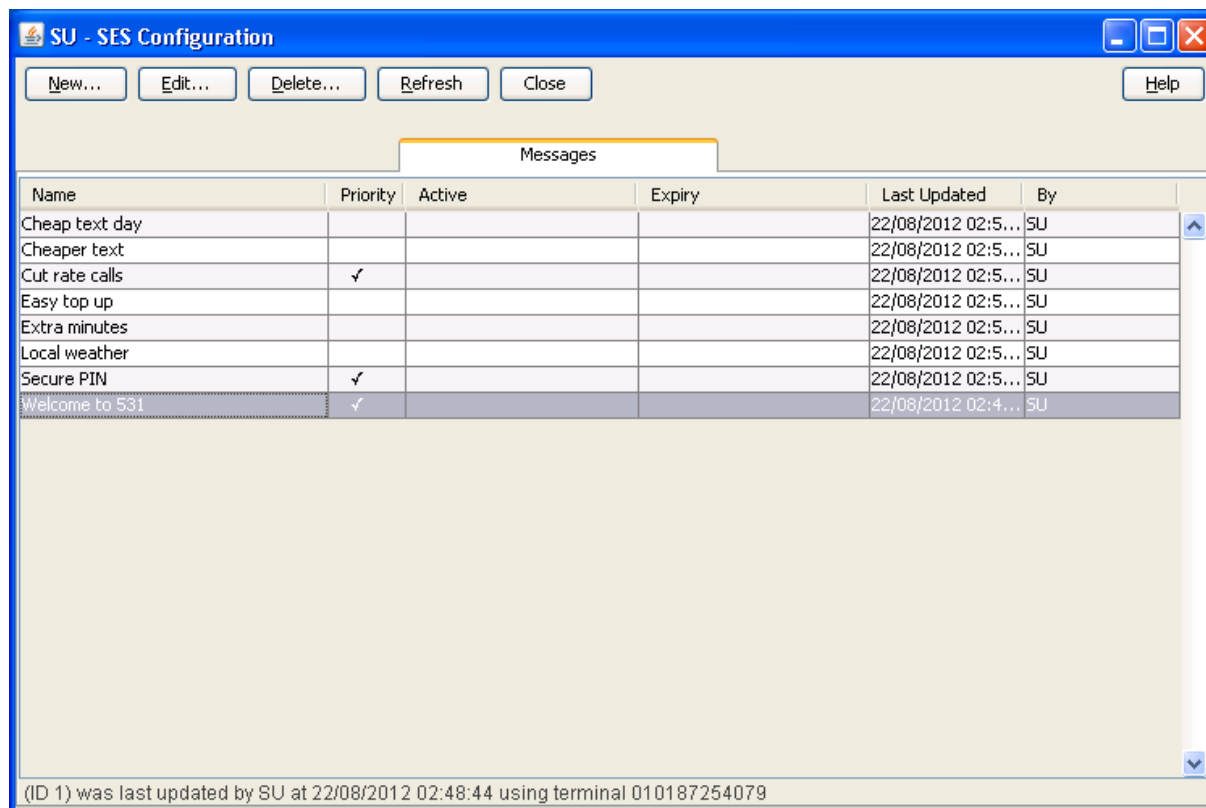 SU - SES Configuration
New... Edit... Delete... Refresh Close Help
Messages
Name Priority Active Expiry Last Updated By
Cheap text day 22/08/2012 02:5... SU
Cheaper text 22/08/2012 02:5... SU
Cut rate calls ✓ 22/08/2012 02:5... SU
Easy top up 22/08/2012 02:5... SU
Extra minutes 22/08/2012 02:5... SU
Local weather 22/08/2012 02:5... SU
Secure PIN ✓ 22/08/2012 02:5... SU
Welcome to 531 ✓ 22/08/2012 02:4... SU
(ID 1) was last updated by SU at 22/08/2012 02:48:44 using terminal 010187254079